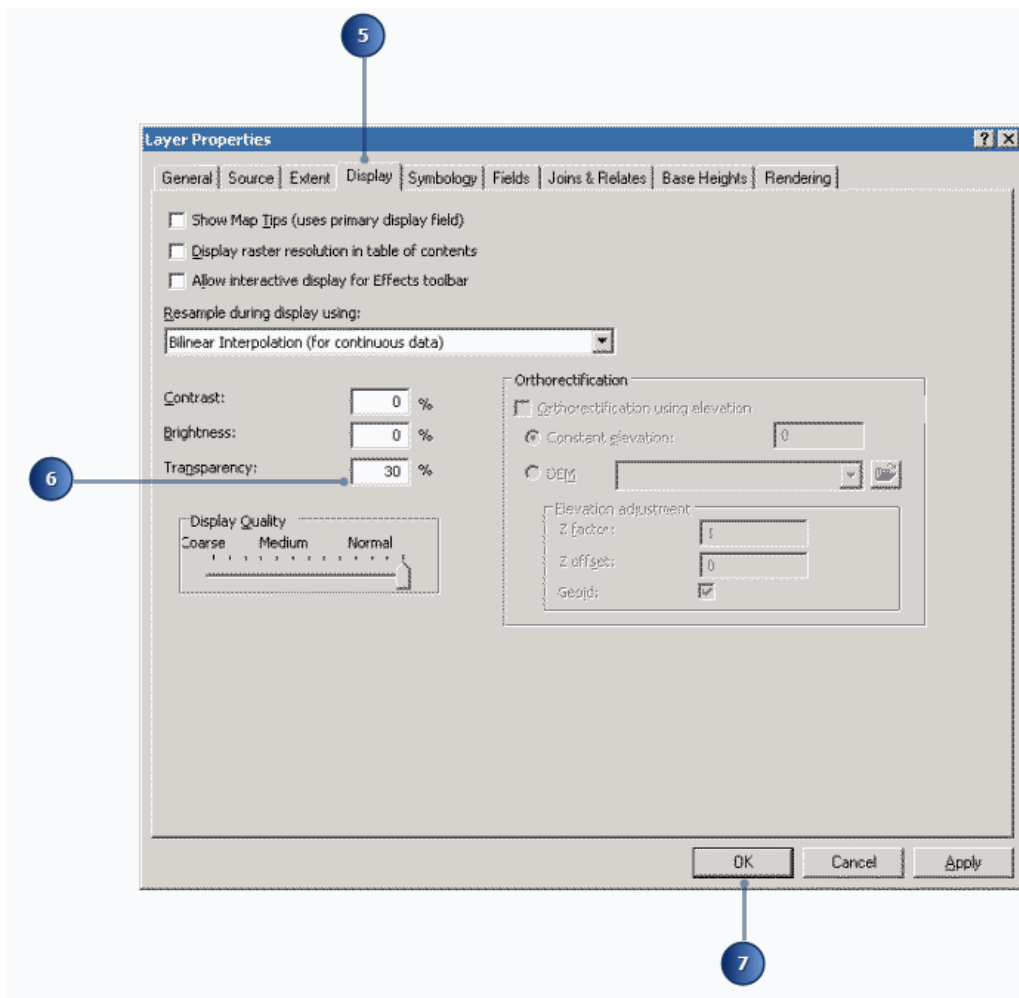 5
Layer Properties
General Source Extent Display Symbology Fields Joins & Relates Base Heights Rendering
Show Map Tips (uses primary display field)
Display raster resolution in table of contents
Allow interactive display for Effects toolbar
Resample during display using:
Bilinear Interpolation (for continuous data)
Contrast: 0 %
Brightness: 0 %
Transparency: 30 %
6
Display Quality
Coarse Medium Normal
Orthorectification
Orthorectification using elevation
Constant elevation: 0
DEM
Elevation adjustment
Z factor: 1
Z offset: 0
Geoid:
OK Cancel Apply
7